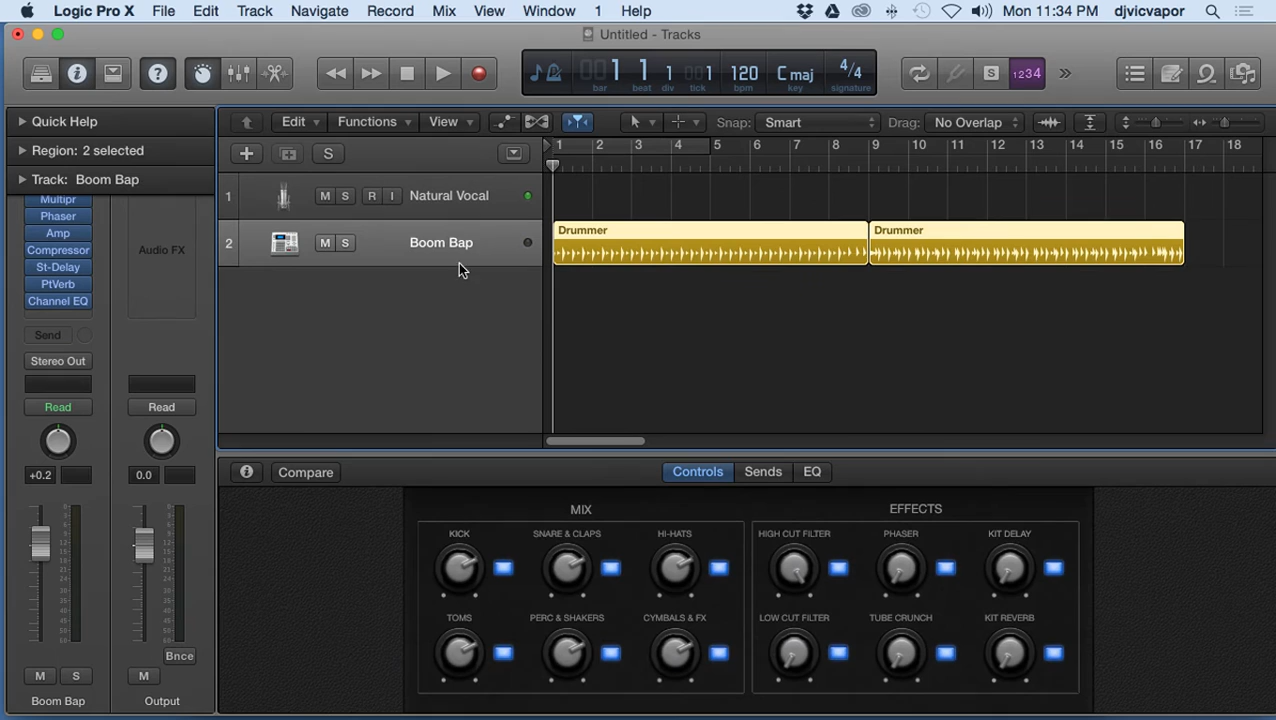 Logic Pro X File Edit Track Navigate Record Mix View Window 1 Help Mon 11:34 PM djvicvapor
Untitled - Tracks
001 1 1 001 120 C maj 4/4
bar beat div tick bpm key signature
S 1234
Quick Help
Edit Functions View Snap: Smart Drag: No Overlap
Region: 2 selected
S
1 2 3 4 5 6 7 8 9 10 11 12 13 14 15 16 17 18
Track: Boom Bap
1 M S R I Natural Vocal
2 M S Boom Bap
Drummer Drummer
Multipr
Phaser
Amp
Compressor
St-Delay
PtVerb
Channel EQ
Audio FX
Send
Stereo Out
Read Read
+0.2 0.0
Bnce
M S M
Boom Bap Output
Compare Controls Sends EQ
MIX EFFECTS
KICK SNARE & CLAPS HI-HATS HIGH CUT FILTER PHASER KIT DELAY
TOMS PERC & SHAKERS CYMBALS & FX LOW CUT FILTER TUBE CRUNCH KIT REVERB